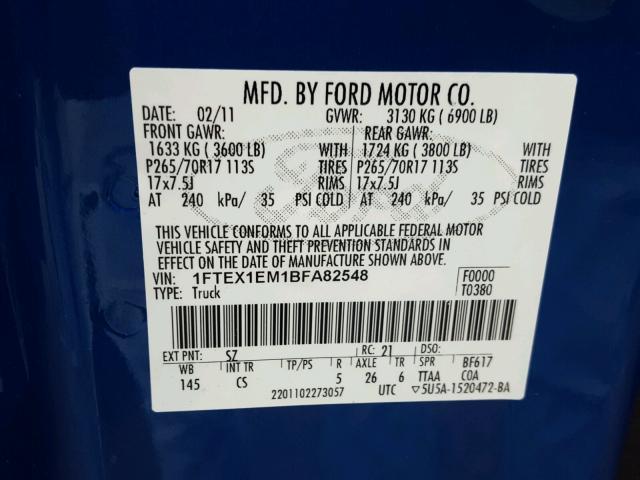 MFD. BY FORD MOTOR CO.
DATE: 02/11 GVWR: 3130 KG ( 6900 LB)
FRONT GAWR: REAR GAWR:
1633 KG ( 3600 LB) WITH 1724 KG ( 3800 LB) WITH
P265/70R17 113S TIRES P265/70R17 113S TIRES
17x7.5J RIMS 17x7.5J RIMS
AT 240 kPa/ 35 PSI COLD AT 240 kPa/ 35 PSI COLD
THIS VEHICLE CONFORMS TO ALL APPLICABLE FEDERAL MOTOR
VEHICLE SAFETY AND THEFT PREVENTION STANDARDS IN
EFFECT ON THE DATE OF MANUFACTURE SHOWN ABOVE.
VIN: 1FTEX1EM1BFA82548 F0000
TYPE: Truck T0380
EXT PNT: SZ RC: 21 DSO:
WB INT TR TP/PS R AXLE TR SPR BF617
145 CS 5 26 6 TTAA COA
2201102273057 UTC ▽5U5A-1520472-BA